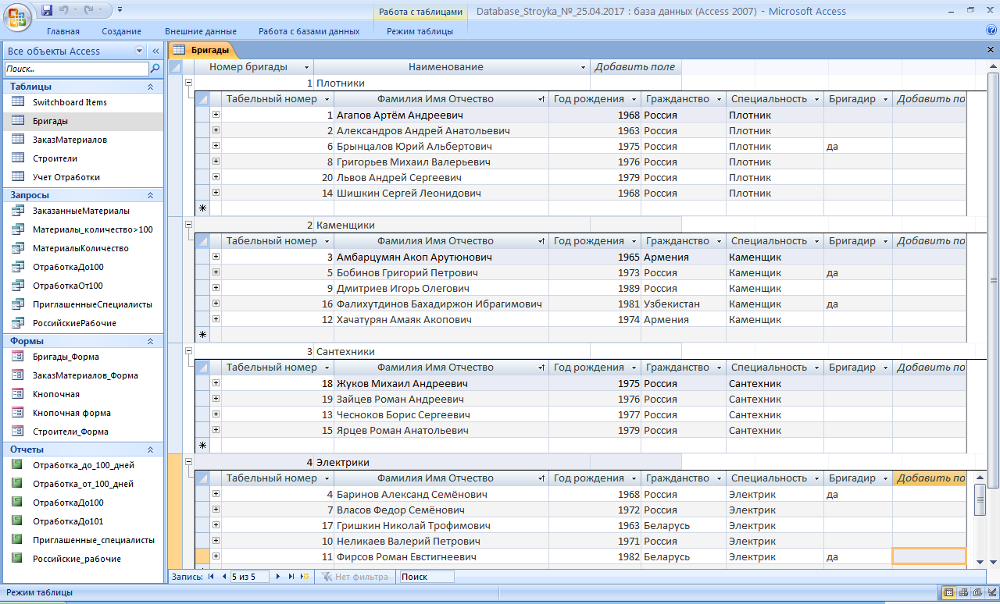 Работа с таблицами
Database_Stroyka_№ 25.04.2017 : база данных (Access 2007) - Microsoft Access
Главная Создание Внешние данные Работа с базами данных Режим таблицы
Все объекты Access
Поиск...
Таблицы
Switchboard Items
Бригады
ЗаказМатериалов
Строители
Учет Отработки
Запросы
ЗаказанныеМатериалы
Материалы_количество>100
МатериалыКоличество
ОтработкаДо100
ОтработкаОт100
ПриглашенныеСпециалисты
РоссийскиеРабочие
Формы
Бригады_Форма
ЗаказМатериалов_Форма
Кнопочная
Кнопочная форма
Строители_Форма
Отчеты
Отработка_до_100_дней
Отработка_от_100_дней
ОтработкаДо100
ОтработкаДо101
Приглашенные_специалисты
Российские_рабочие
Бригады
Номер бригады Наименование Добавить поле
1 Плотники
Табельный номер Фамилия Имя Отчество Год рождения Гражданство Специальность Бригадир Добавить по
1 Агапов Артём Андреевич 1968 Россия Плотник
2 Александров Андрей Анатольевич 1963 Россия Плотник
6 Брынцалов Юрий Альбертович 1975 Россия Плотник да
8 Григорьев Михаил Валерьевич 1976 Россия Плотник
20 Львов Андрей Сергеевич 1979 Россия Плотник
14 Шишкин Сергей Леонидович 1968 Россия Плотник
2 Каменщики
Табельный номер Фамилия Имя Отчество Год рождения Гражданство Специальность Бригадир Добавить по
3 Амбарцумян Акоп Арутюнович 1965 Армения Каменщик
5 Бобинов Григорий Петрович 1973 Россия Каменщик да
9 Дмитриев Игорь Олегович 1989 Россия Каменщик
16 Фалихутдинов Бахадиржон Ибрагимович 1981 Узбекистан Каменщик да
12 Хачатурян Амаяк Акопович 1974 Армения Каменщик
3 Сантехники
Табельный номер Фамилия Имя Отчество Год рождения Гражданство Специальность Бригадир Добавить по
18 Жуков Михаил Андреевич 1975 Россия Сантехник
19 Зайцев Роман Андреевич 1976 Россия Сантехник
13 Чесноков Борис Сергеевич 1977 Россия Сантехник
15 Ярцев Роман Анатольевич 1979 Россия Сантехник
4 Электрики
Табельный номер Фамилия Имя Отчество Год рождения Гражданство Специальность Бригадир Добавить по
4 Баринов Александ Семёнович 1968 Россия Электрик да
7 Власов Федор Семёнович 1972 Россия Электрик
17 Гришкин Николай Трофимович 1963 Беларусь Электрик
10 Неликаев Валерий Петрович 1971 Россия Электрик
11 Фирсов Роман Евстигнеевич 1982 Беларусь Электрик да
Запись: 5 из 5 Нет фильтра Поиск
Режим таблицы